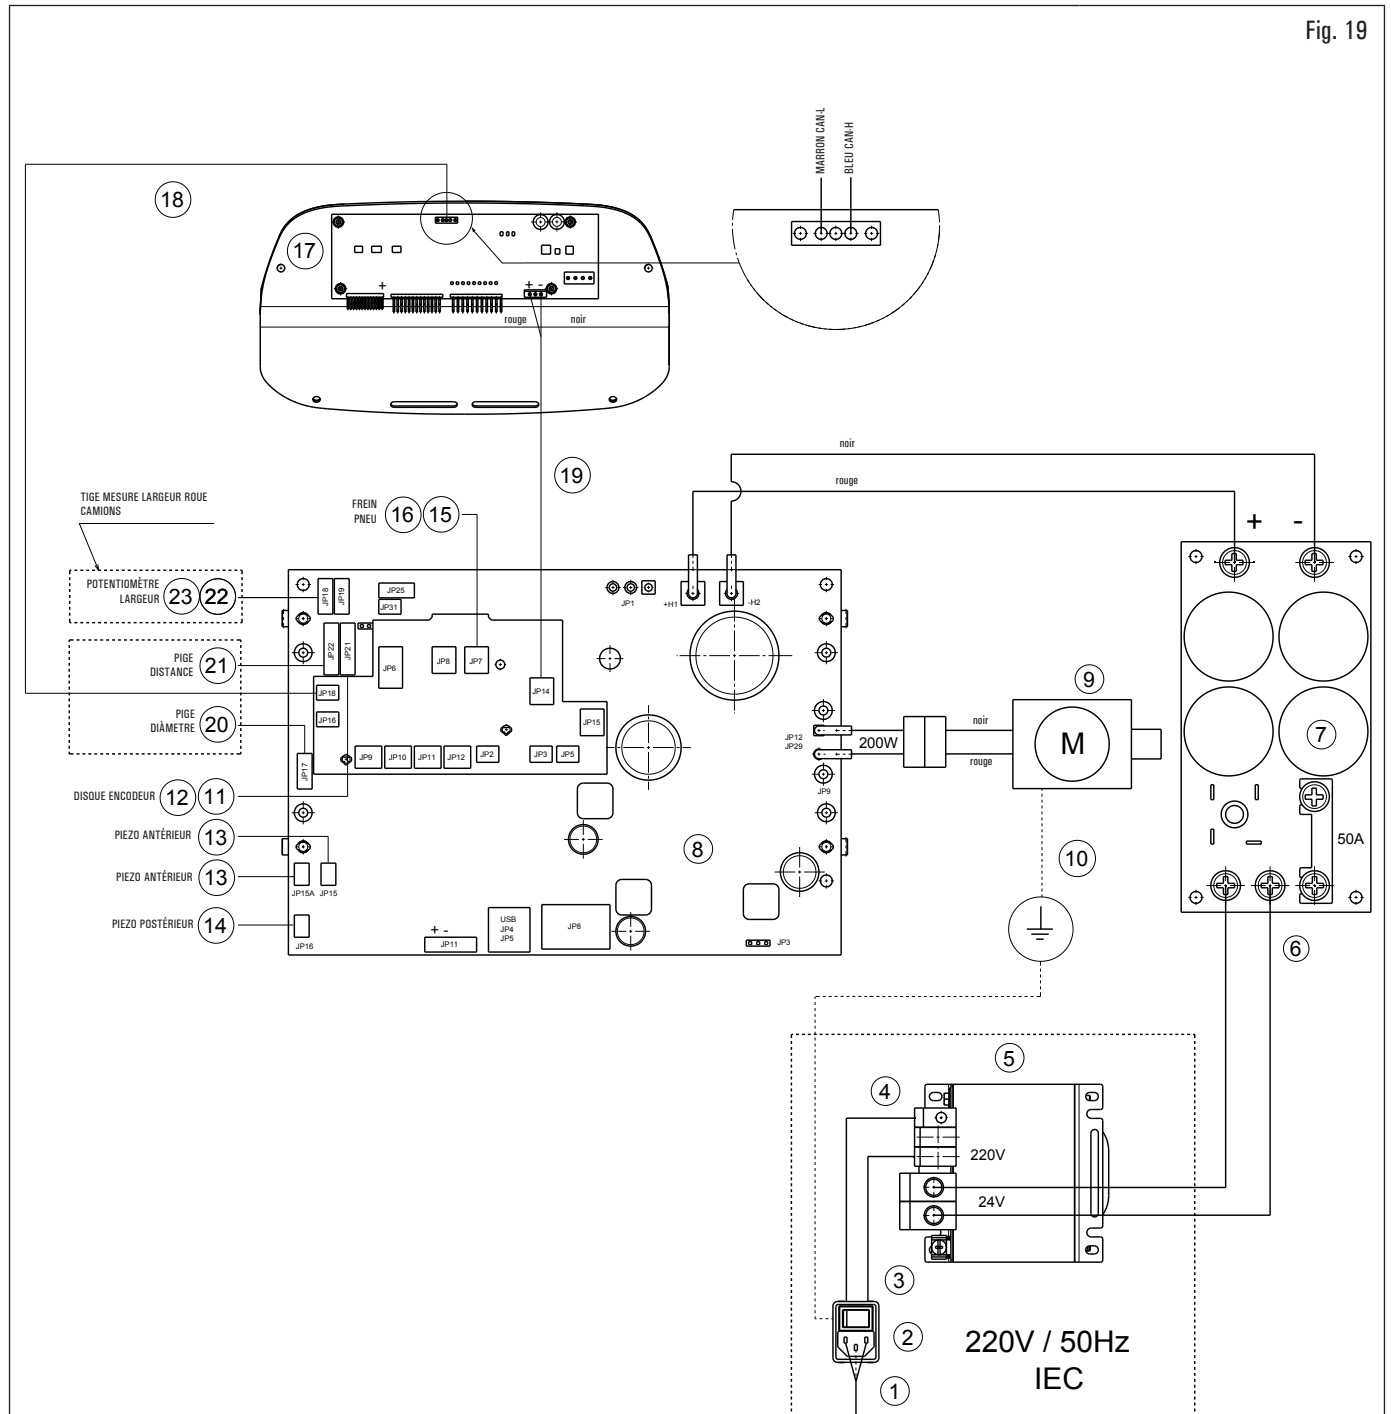 Fig. 19
MARRON CAN-L
BLEU CAN-H
18
17
+
+ -
rouge
noir
19
noir
rouge
+ -
TIGE MESURE LARGEUR ROUE
CAMIONS
FREIN
PNEU
16
15
POTENTIOMÈTRE
LARGEUR
23
22
JP18
JP19
JP25
JP31
JP1
+H1
-H2
PIGE
DISTANCE
21
JP22
JP21
JP6
JP8
JP7
JP18
JP14
9
PIGE
DIÀMETRE
20
JP16
JP15
JP12
JP29
200W
noir
rouge
M
7
JP17
JP9
JP10
JP11
JP12
JP2
JP3
JP5
JP9
DISQUE ENCODEUR
12
11
PIEZO ANTÉRIEUR
13
8
10
50A
PIEZO ANTÉRIEUR
13
JP15A
JP15
PIEZO POSTÉRIEUR
14
JP16
+ -
JP11
USB
JP4
JP5
JP8
JP3
6
5
4
220V
24V
3
2
220V / 50Hz
IEC
1